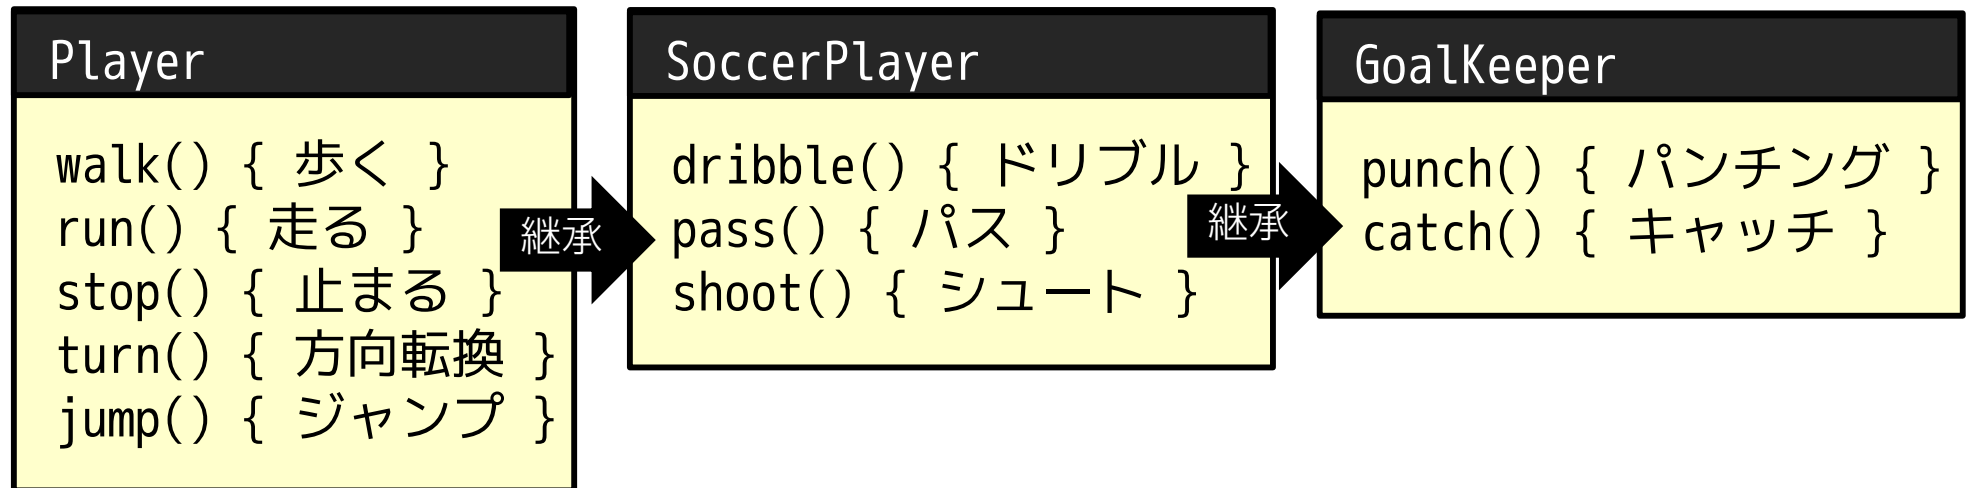 Player
walk() { 歩く }
run() { 走る }
stop() { 止まる }
turn() { 方向転換 }
jump() { ジャンプ }
継承
SoccerPlayer
dribble() { ドリブル }
pass() { パス }
shoot() { シュート }
継承
GoalKeeper
punch() { パンチング }
catch() { キャッチ }